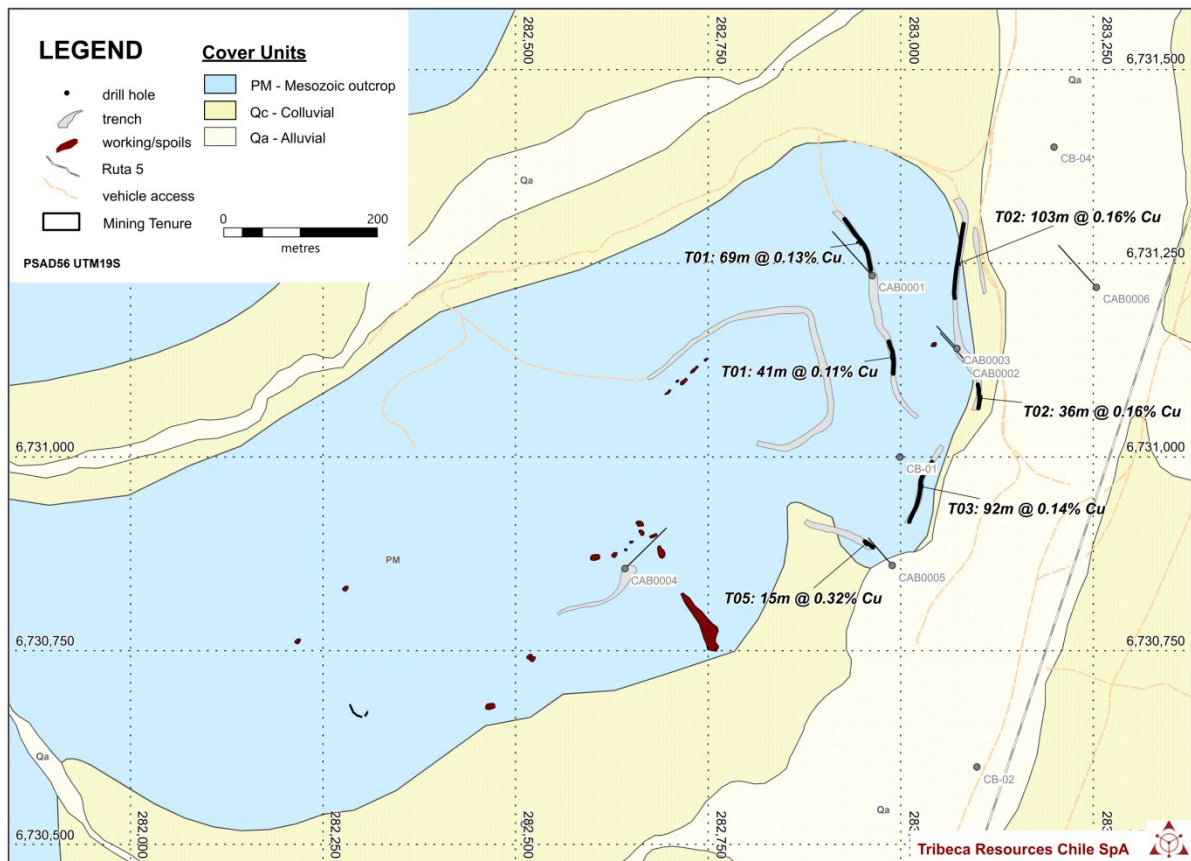 LEGEND
drill hole
trench
working/spoils
Ruta 5
vehicle access
Mining Tenure
Cover Units
PM - Mesozoic outcrop
Qc - Colluvial
Qa - Alluvial
0
200
metres
PSAD56 UTM19S
282,500
282,750
283,000
283,250
6,731,500
Qa
CB-04
Qa
T02: 103m @ 0.16% Cu
T01: 69m @ 0.13% Cu
6,731,250
CAB0001
CAB0006
CAB0003
T01: 41m @ 0.11% Cu
CAB0002
T02: 36m @ 0.16% Cu
6,731,000
6,731,000
CB-01
T03: 92m @ 0.14% Cu
PM
CAB0004
CAB0005
T05: 15m @ 0.32% Cu
6,730,750
6,730,750
Qa
CB-02
Qa
6,730,500
282,000
282,250
282,500
282,750
Tribeca Resources Chile SpA